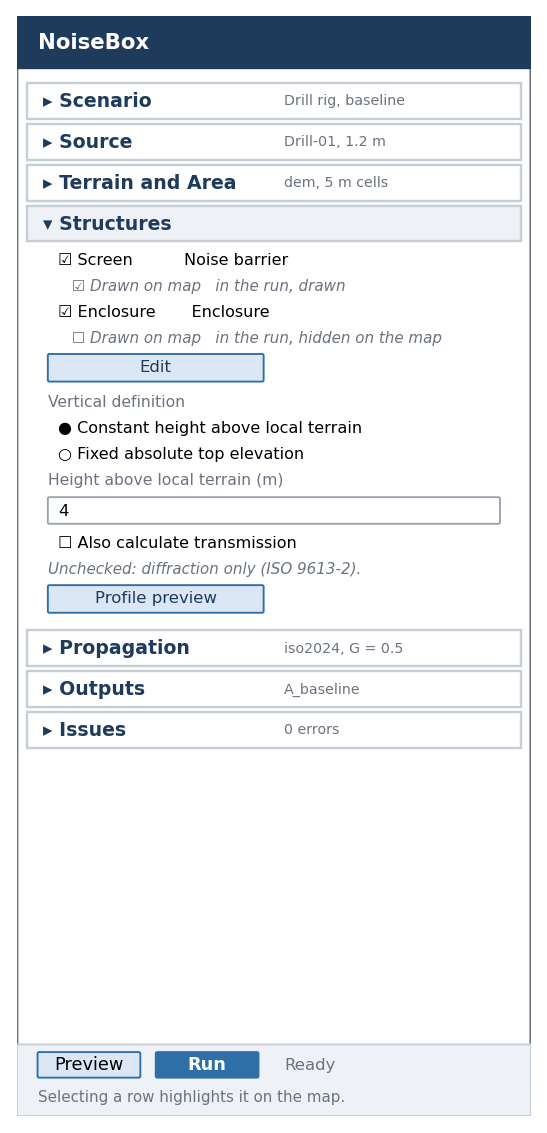 NoiseBox
▸ Scenario Drill rig, baseline
▸ Source Drill-01, 1.2 m
▸ Terrain and Area dem, 5 m cells
▾ Structures
☑ Screen Noise barrier
☑ Drawn on map in the run, drawn
☑ Enclosure Enclosure
☐ Drawn on map in the run, hidden on the map
Edit
Vertical definition
● Constant height above local terrain
○ Fixed absolute top elevation
Height above local terrain (m)
4
☐ Also calculate transmission
Unchecked: diffraction only (ISO 9613-2).
Profile preview
▸ Propagation iso2024, G = 0.5
▸ Outputs A_baseline
▸ Issues 0 errors
Preview Run Ready
Selecting a row highlights it on the map.